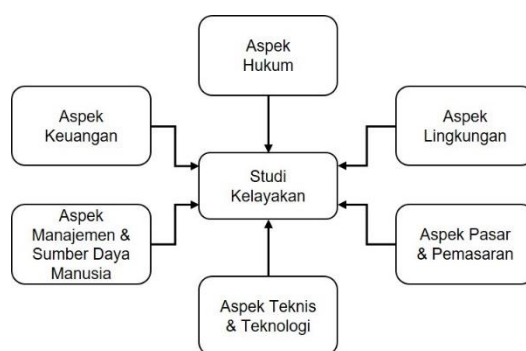 Aspek
Hukum
Aspek
Keuangan
Aspek
Lingkungan
Studi
Kelayakan
Aspek
Manajemen &
Sumber Daya
Manusia
Aspek Pasar
& Pemasaran
Aspek Teknis
& Teknologi